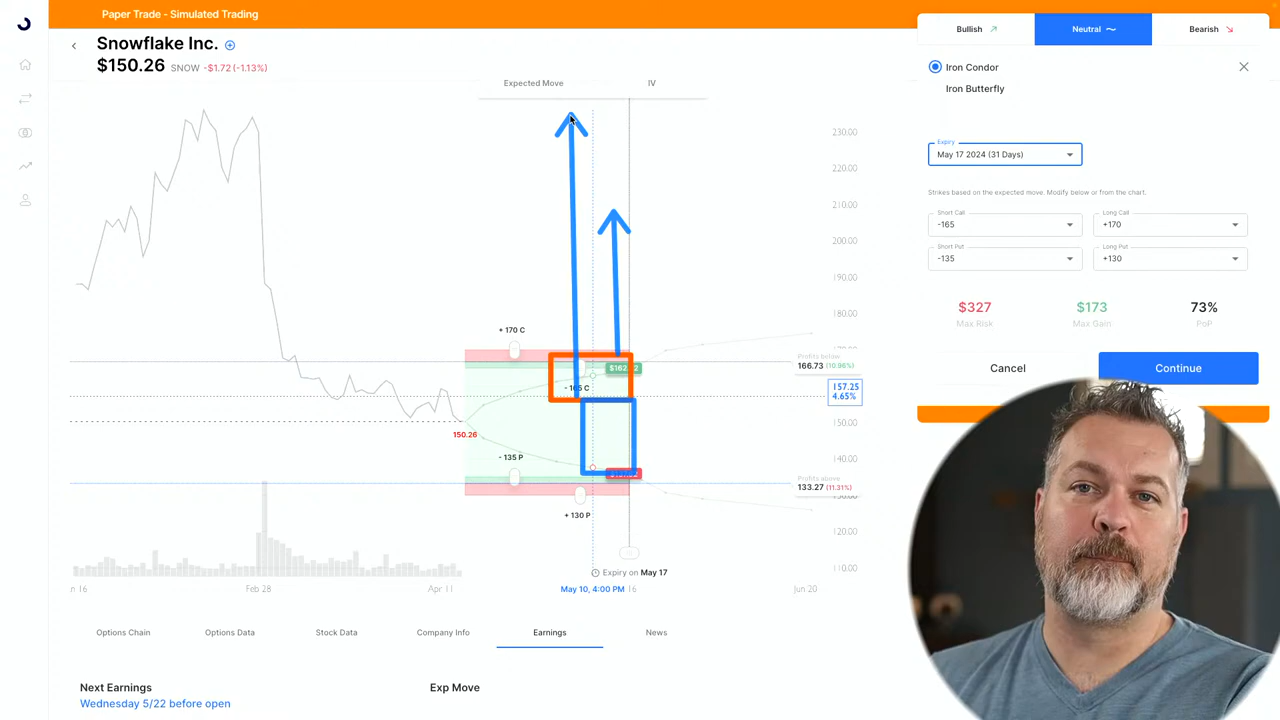 Paper Trade - Simulated Trading
Snowflake Inc.
$150.26 SNOW -$1.72 (-1.13%)
Expected Move IV
230.00
220.00
210.00
200.00
190.00
180.00
+ 170 C
Profits below
166.73 (10.96%)
- 165 C
157.25
4.65%
150.26
150.00
- 135 P
140.00
Profits above
133.27 (11.31%)
+ 130 P
120.00
110.00
Expiry on May 17
Feb 28 Apr 11 May 10, 4:00 PM 16 Jun 20
Options Chain Options Data Stock Data Company Info Earnings News
Next Earnings Exp Move
Wednesday 5/22 before open
Bullish Neutral Bearish
Iron Condor
Iron Butterfly
Expiry
May 17 2024 (31 Days)
Strikes based on the expected move. Modify below or from the chart.
Short Call Long Call
-165 +170
Short Put Long Put
-135 +130
$327 $173 73%
Max Risk Max Gain PoP
Cancel Continue